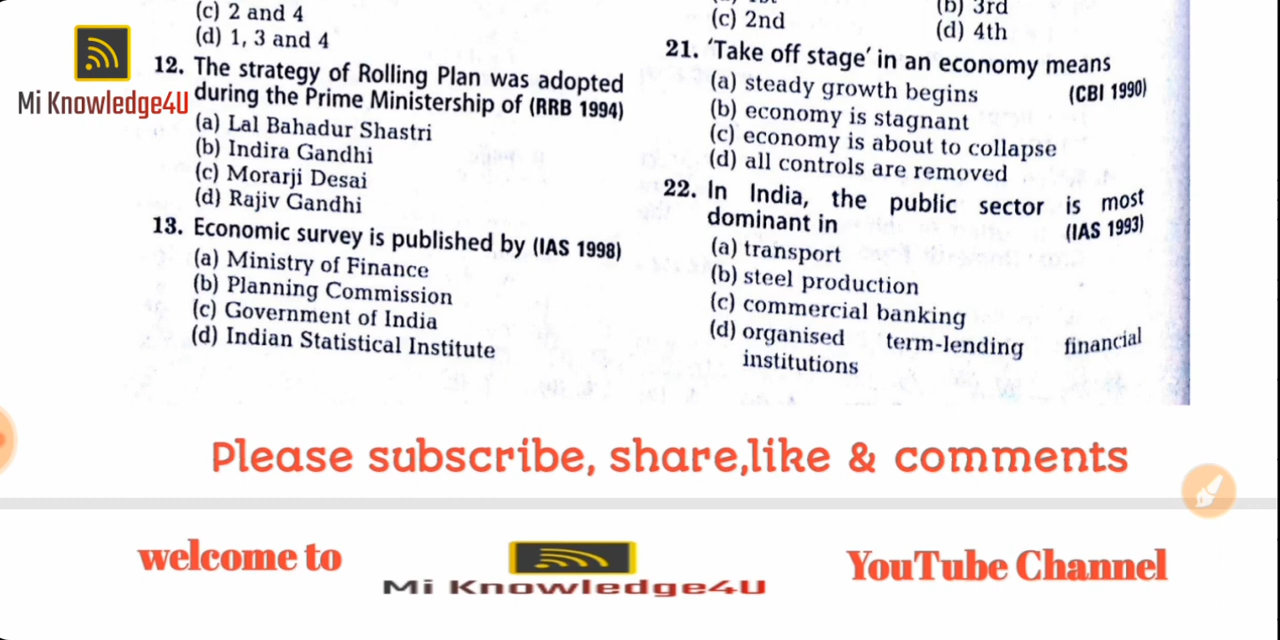 (c) 2 and 4
(d) 1, 3 and 4
12. The strategy of Rolling Plan was adopted
during the Prime Ministership of (RRB 1994)
(a) Lal Bahadur Shastri
(b) Indira Gandhi
(c) Morarji Desai
(d) Rajiv Gandhi
13. Economic survey is published by (IAS 1998)
(a) Ministry of Finance
(b) Planning Commission
(c) Government of India
(d) Indian Statistical Institute
(b) 3rd
(c) 2nd
(d) 4th
21. ‘Take off stage’ in an economy means
(CBI 1990)
(a) steady growth begins
(b) economy is stagnant
(c) economy is about to collapse
(d) all controls are removed
22. In India, the public sector is most
dominant in (IAS 1993)
(a) transport
(b) steel production
(c) commercial banking
(d) organised term-lending financial
institutions
Mi Knowledge4U
Please subscribe, share,like & comments
welcome to
Mi Knowledge4U
YouTube Channel